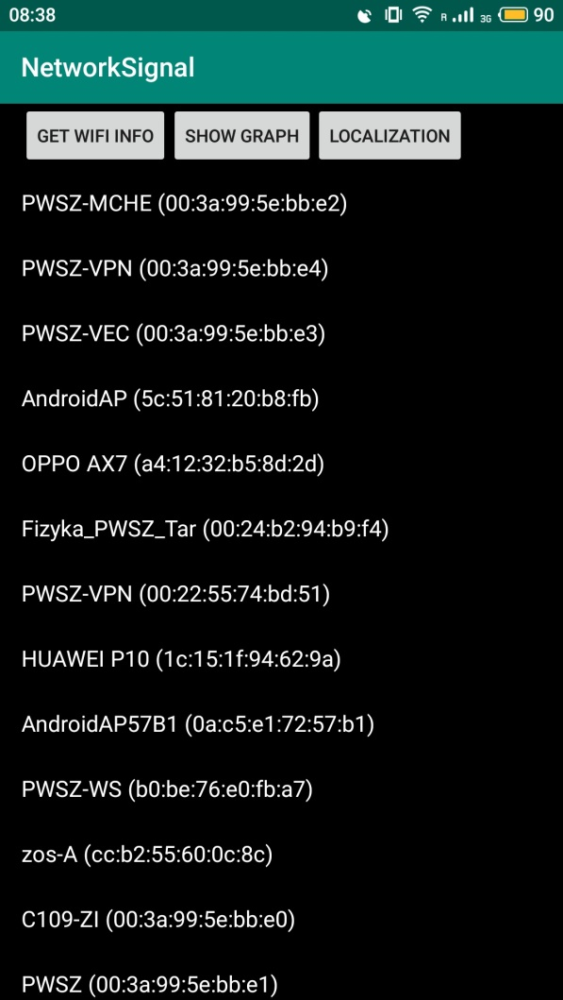 08:38 R 3G 90
NetworkSignal
GET WIFI INFO SHOW GRAPH LOCALIZATION
PWSZ-MCHE (00:3a:99:5e:bb:e2)
PWSZ-VPN (00:3a:99:5e:bb:e4)
PWSZ-VEC (00:3a:99:5e:bb:e3)
AndroidAP (5c:51:81:20:b8:fb)
OPPO AX7 (a4:12:32:b5:8d:2d)
Fizyka_PWSZ_Tar (00:24:b2:94:b9:f4)
PWSZ-VPN (00:22:55:74:bd:51)
HUAWEI P10 (1c:15:1f:94:62:9a)
AndroidAP57B1 (0a:c5:e1:72:57:b1)
PWSZ-WS (b0:be:76:e0:fb:a7)
zos-A (cc:b2:55:60:0c:8c)
C109-ZI (00:3a:99:5e:bb:e0)
PWSZ (00:3a:99:5e:bb:e1)